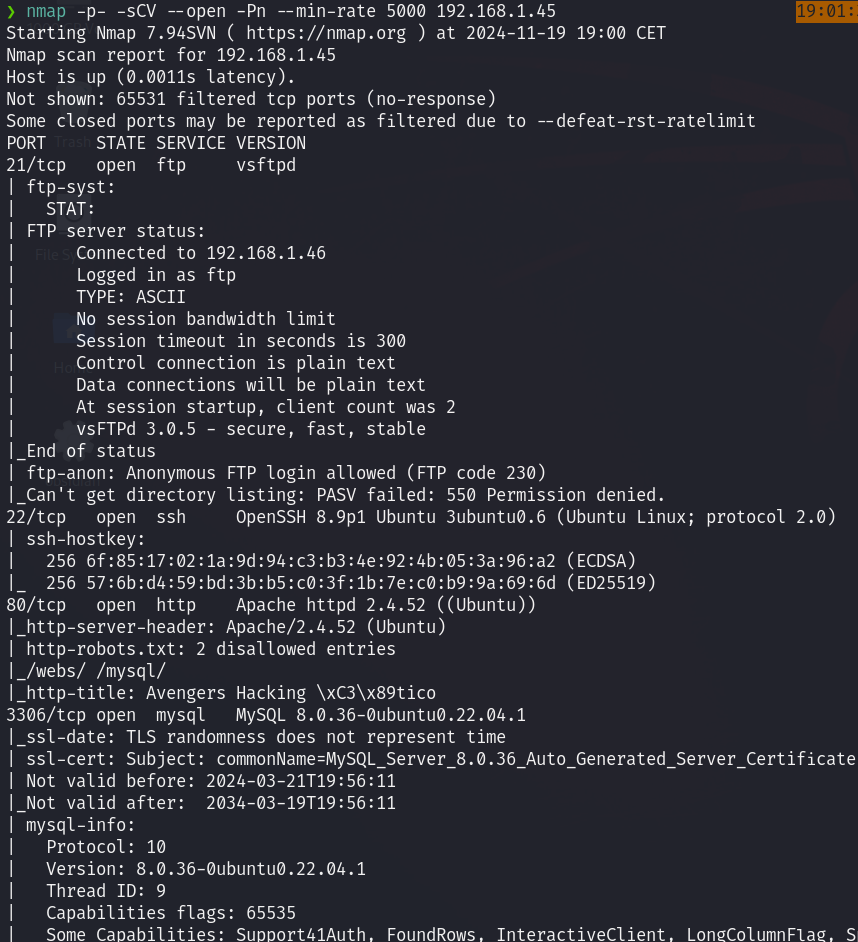 ❯ nmap -p- -sCV --open -Pn --min-rate 5000 192.168.1.45
19:01:
Starting Nmap 7.94SVN ( https://nmap.org ) at 2024-11-19 19:00 CET
Nmap scan report for 192.168.1.45
Host is up (0.0011s latency).
Not shown: 65531 filtered tcp ports (no-response)
Some closed ports may be reported as filtered due to --defeat-rst-ratelimit
PORT     STATE SERVICE VERSION
21/tcp   open  ftp     vsftpd
| ftp-syst:
|   STAT:
| FTP server status:
|      Connected to 192.168.1.46
|      Logged in as ftp
|      TYPE: ASCII
|      No session bandwidth limit
|      Session timeout in seconds is 300
|      Control connection is plain text
|      Data connections will be plain text
|      At session startup, client count was 2
|      vsFTPd 3.0.5 - secure, fast, stable
|_End of status
| ftp-anon: Anonymous FTP login allowed (FTP code 230)
|_Can't get directory listing: PASV failed: 550 Permission denied.
22/tcp   open  ssh     OpenSSH 8.9p1 Ubuntu 3ubuntu0.6 (Ubuntu Linux; protocol 2.0)
| ssh-hostkey:
|   256 6f:85:17:02:1a:9d:94:c3:b3:4e:92:4b:05:3a:96:a2 (ECDSA)
|_  256 57:6b:d4:59:bd:3b:b5:c0:3f:1b:7e:c0:b9:9a:69:6d (ED25519)
80/tcp   open  http    Apache httpd 2.4.52 ((Ubuntu))
|_http-server-header: Apache/2.4.52 (Ubuntu)
| http-robots.txt: 2 disallowed entries
|_/webs/ /mysql/
|_http-title: Avengers Hacking \xC3\x89tico
3306/tcp open  mysql   MySQL 8.0.36-0ubuntu0.22.04.1
|_ssl-date: TLS randomness does not represent time
| ssl-cert: Subject: commonName=MySQL_Server_8.0.36_Auto_Generated_Server_Certificate
| Not valid before: 2024-03-21T19:56:11
|_Not valid after:  2034-03-19T19:56:11
| mysql-info:
|   Protocol: 10
|   Version: 8.0.36-0ubuntu0.22.04.1
|   Thread ID: 9
|   Capabilities flags: 65535
|   Some Capabilities: Support41Auth, FoundRows, InteractiveClient, LongColumnFlag, S